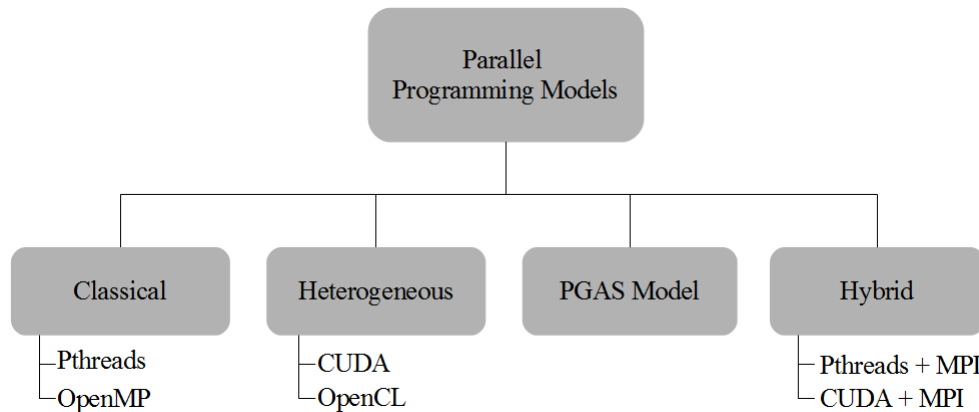 Parallel
Programming Models
Classical
Heterogeneous
PGAS Model
Hybrid
Pthreads
OpenMP
CUDA
OpenCL
Pthreads + MPI
CUDA + MPI